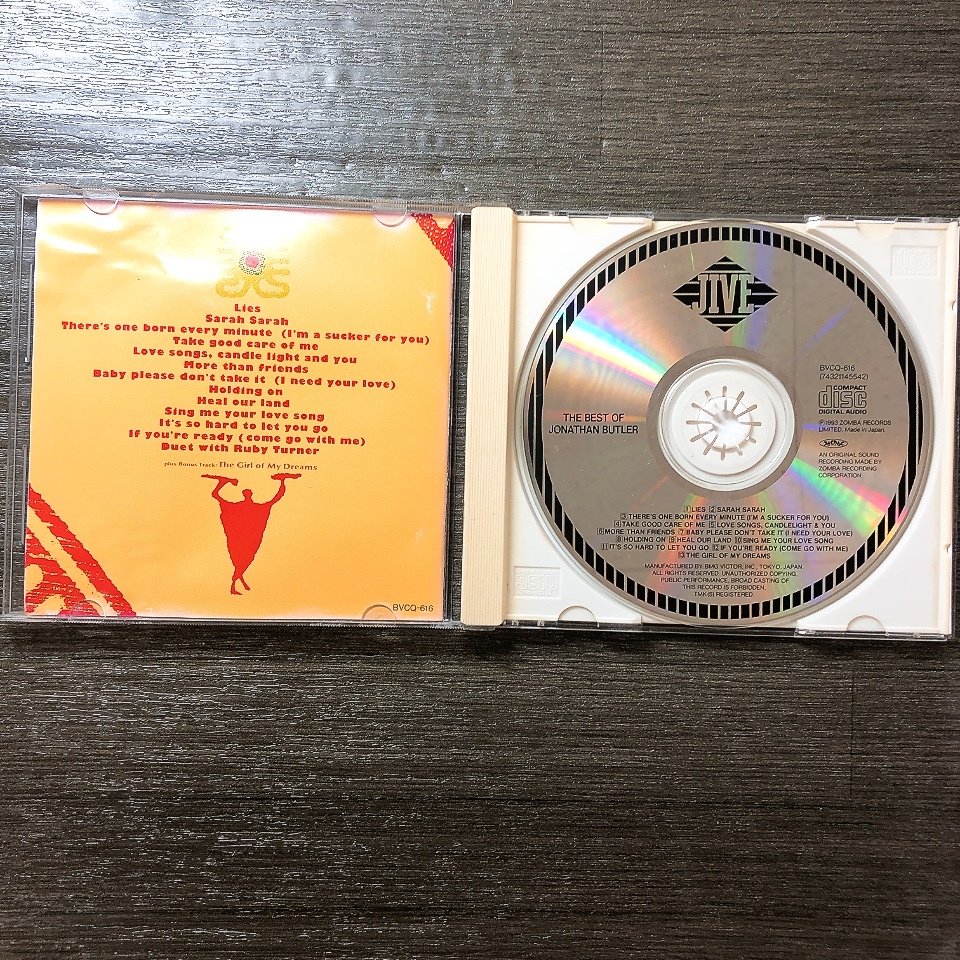 Lies
Sarah Sarah
There's one born every minute (I'm a sucker for you)
Take good care of me
Love songs, candle light and you
More than friends
Baby please don't take it (I need your love)
Holding on
Heal our land
Sing me your love song
It's so hard to let you go
If you're ready (come go with me)
Duet with Ruby Turner
plus Bonus Track: The Girl of My Dreams
BVCQ-616
JIVE
BVCQ-616
(74321145542)
COMPACT
disc
DIGITAL AUDIO
Ⓟ1993 ZOMBA RECORDS
LIMITED. Made in Japan.
AN ORIGINAL SOUND
RECORDING MADE BY
ZOMBA RECORDING
CORPORATION.
THE BEST OF
JONATHAN BUTLER
1 LIES 2 SARAH SARAH
3 THERE'S ONE BORN EVERY MINUTE (I'M A SUCKER FOR YOU)
4 TAKE GOOD CARE OF ME 5 LOVE SONGS, CANDLELIGHT & YOU
6 MORE THAN FRIENDS 7 BABY PLEASE DON'T TAKE IT (I NEED YOUR LOVE)
8 HOLDING ON 9 HEAL OUR LAND 10 SING ME YOUR LOVE SONG
11 IT'S SO HARD TO LET YOU GO 12 IF YOU'RE READY (COME GO WITH ME)
13 THE GIRL OF MY DREAMS
MANUFACTURED BY BMG VICTOR, INC., TOKYO, JAPAN
ALL RIGHTS RESERVED. UNAUTHORIZED COPYING,
PUBLIC PERFORMANCE, BROAD CASTING OF
THIS RECORD IS FORBIDDEN.
TMK(S) REGISTERED.